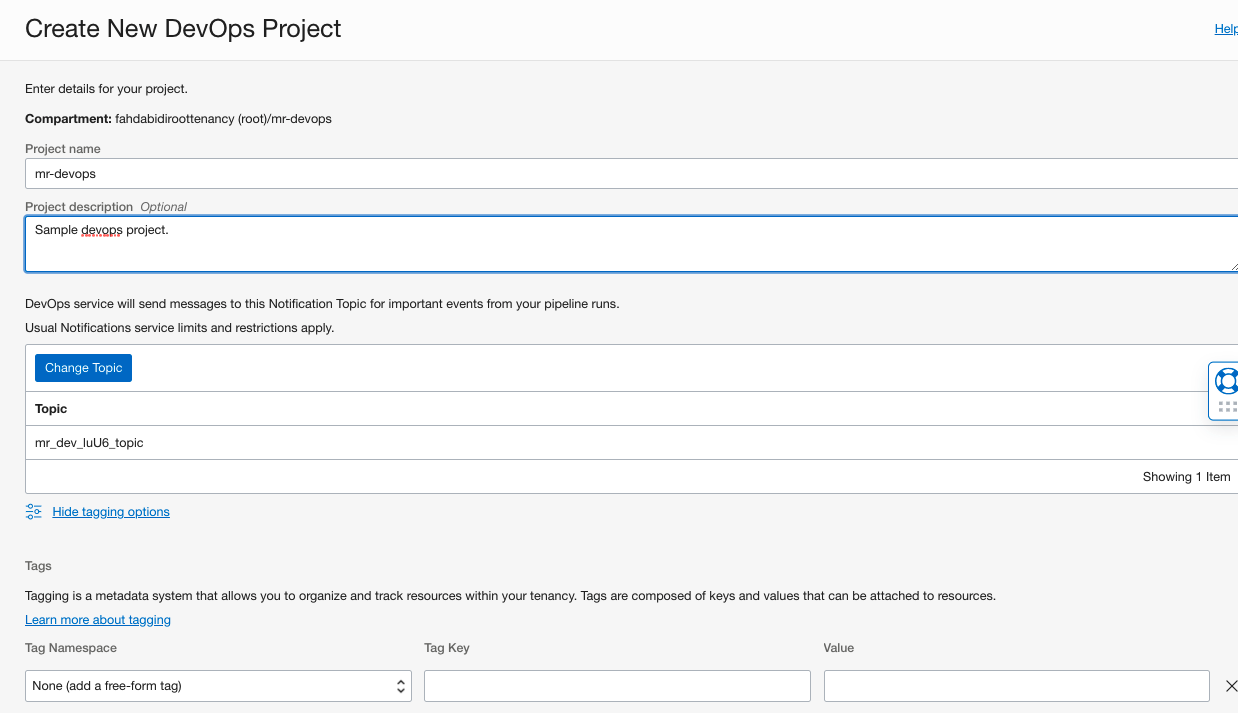 Create New DevOps Project
Help
Enter details for your project.
Compartment: fahdabidiroottenancy (root)/mr-devops
Project name
mr-devops
Project description Optional
Sample devops project.
DevOps service will send messages to this Notification Topic for important events from your pipeline runs.
Usual Notifications service limits and restrictions apply.
Change Topic
Topic
mr_dev_luU6_topic
Showing 1 Item
Hide tagging options
Tags
Tagging is a metadata system that allows you to organize and track resources within your tenancy. Tags are composed of keys and values that can be attached to resources.
Learn more about tagging
Tag Namespace Tag Key Value
None (add a free-form tag)